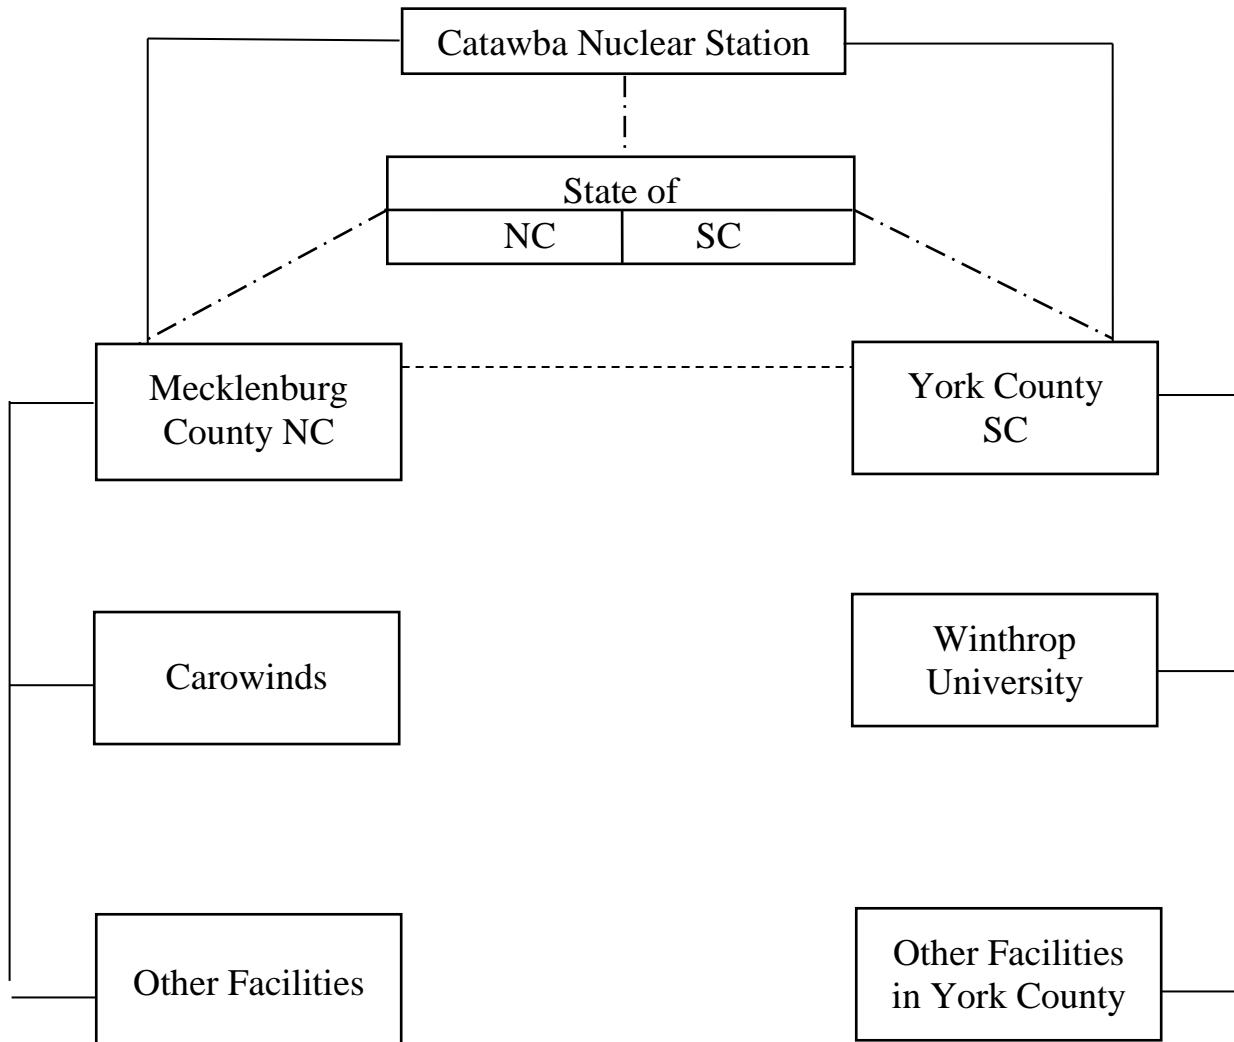 Catawba Nuclear Station
State of
NC SC
Mecklenburg
County NC
York County
SC
Carowinds
Winthrop
University
Other Facilities
Other Facilities
in York County